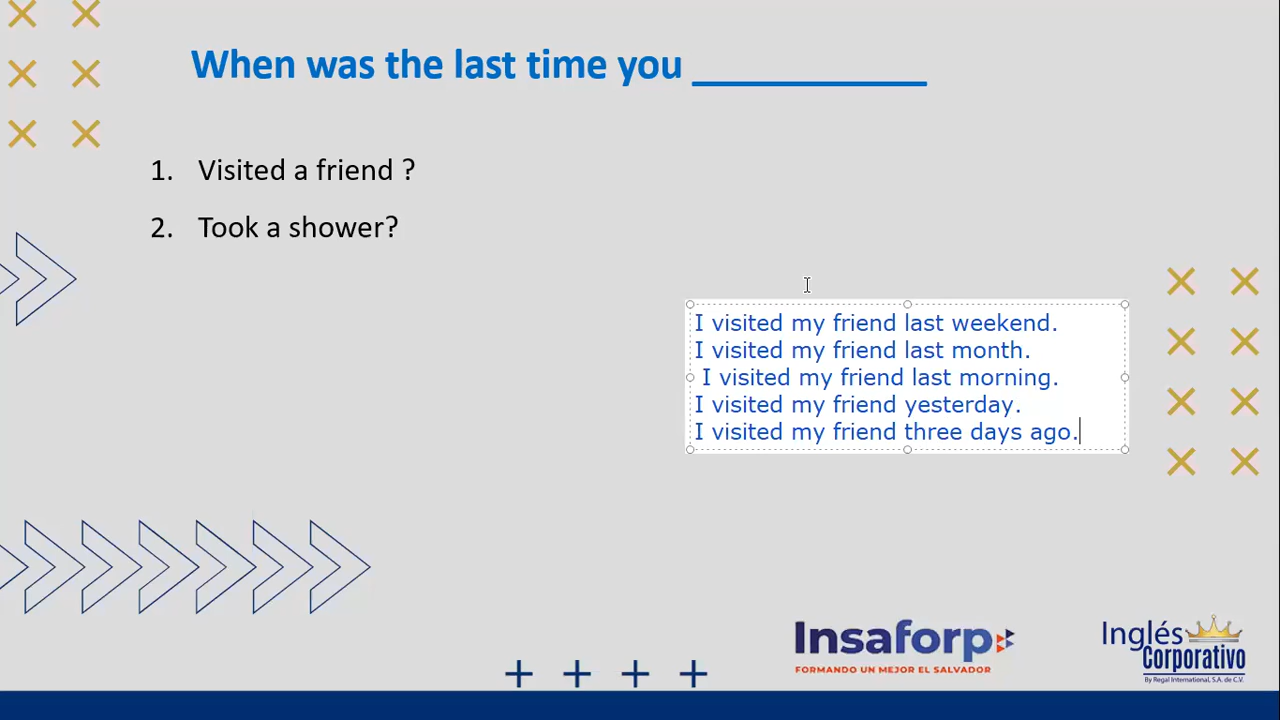 When was the last time you ___________
1. Visited a friend ?
2. Took a shower?
I visited my friend last weekend.
I visited my friend last month.
I visited my friend last morning.
I visited my friend yesterday.
I visited my friend three days ago.
Insaforp
FORMANDO UN MEJOR EL SALVADOR
Inglés
Corporativo
By Regal International, S.A. de C.V.